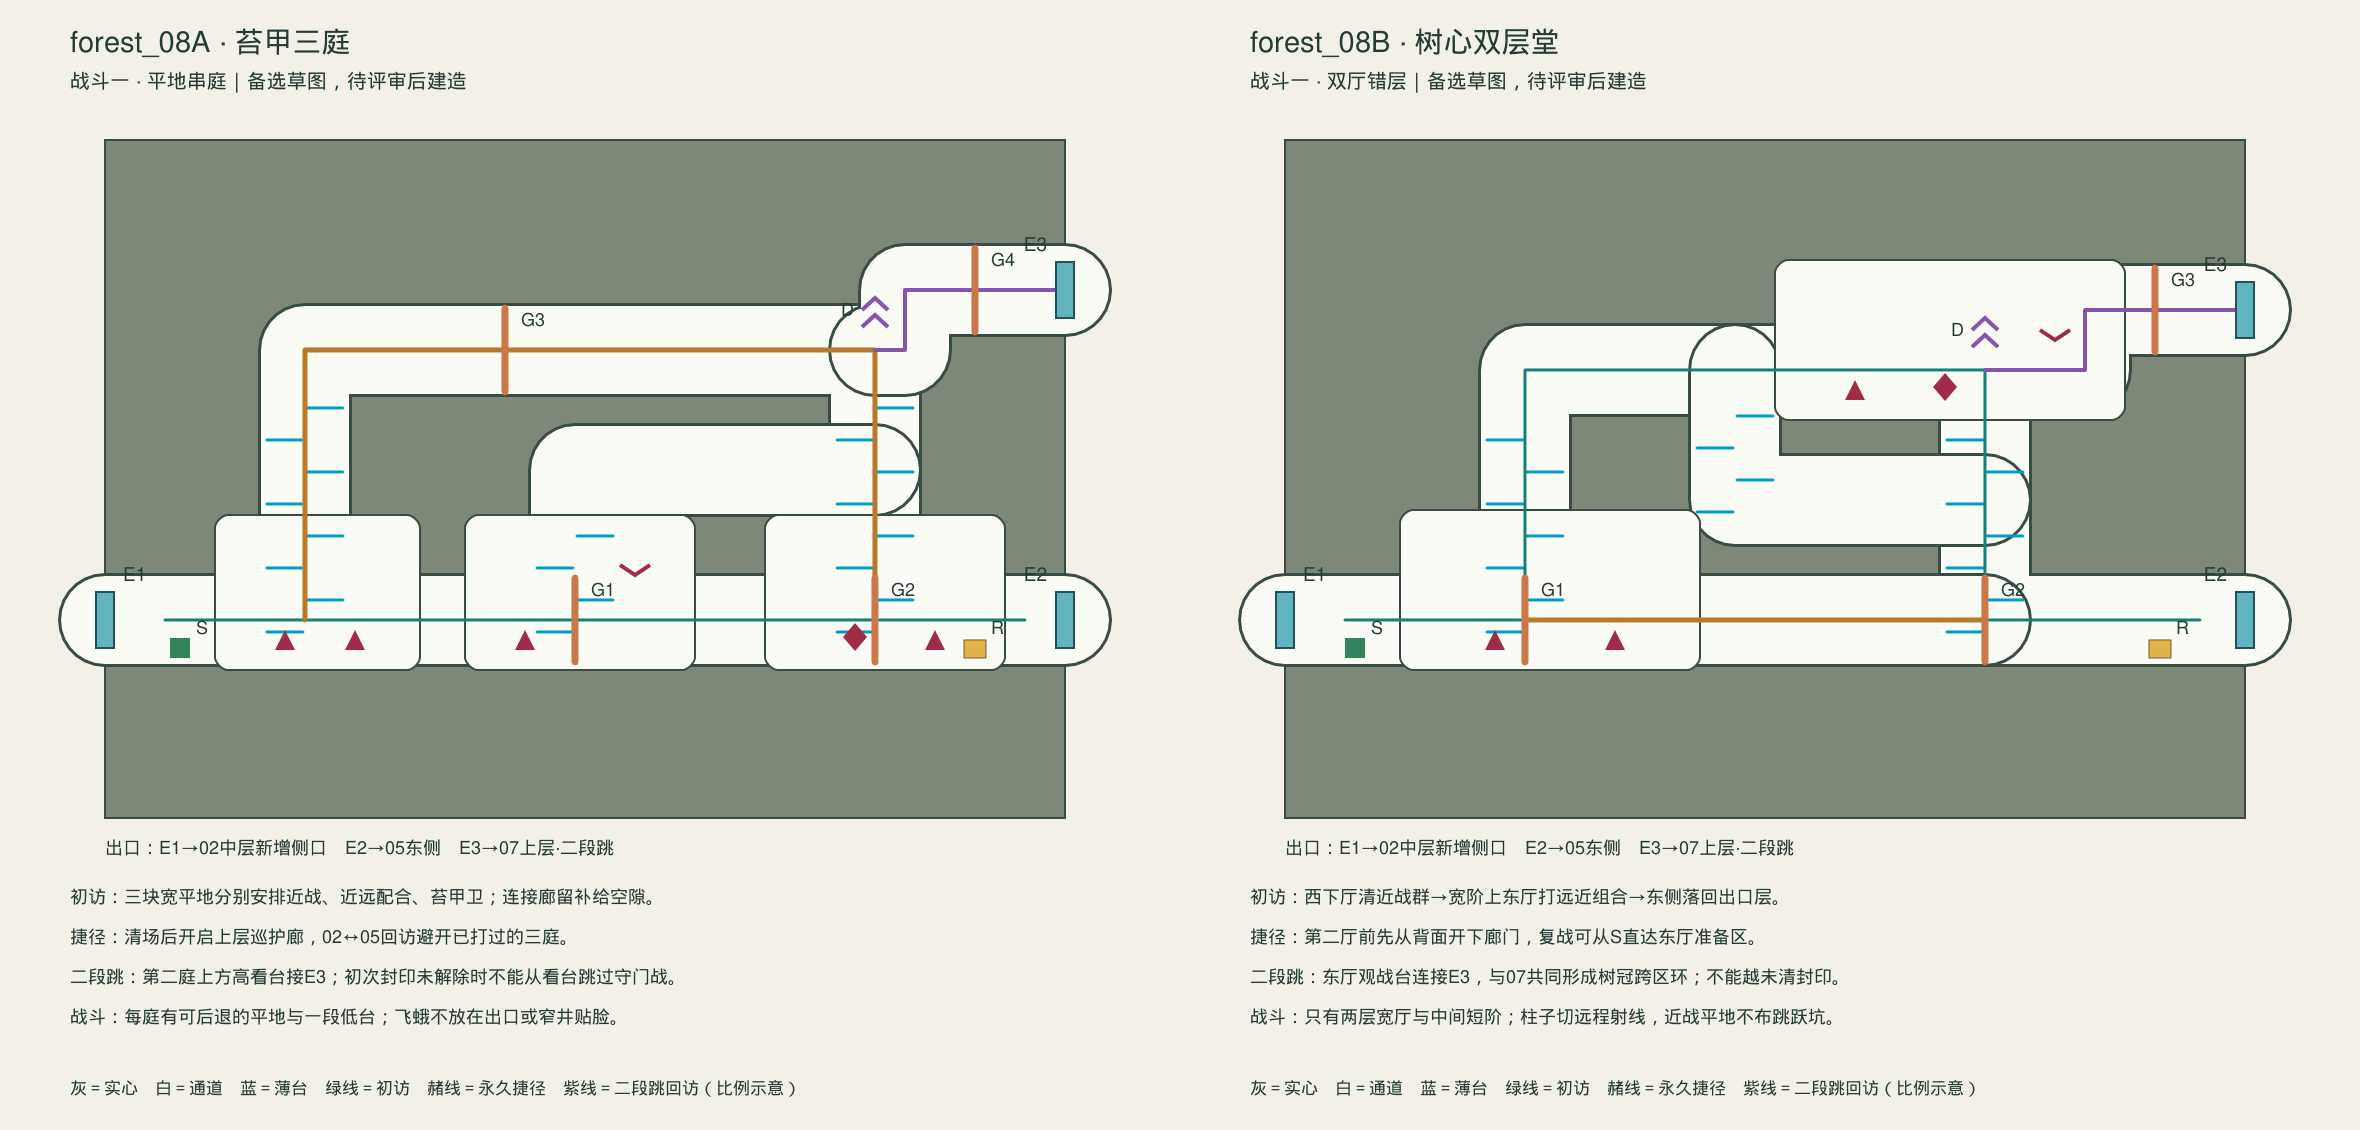 forest_08A · 苔甲三庭
战斗一 · 平地串庭 | 备选草图，待评审后建造
E3
G4
D
G3
E1
G1
G2
E2
S
R
出口：E1→02中层新增侧口 E2→05东侧 E3→07上层·二段跳
初访：三块宽平地分别安排近战、近远配合、苔甲卫；连接廊留补给空隙。
捷径：清场后开启上层巡护廊，02↔05回访避开已打过的三庭。
二段跳：第二庭上方高看台接E3；初次封印未解除时不能从看台跳过守门战。
战斗：每庭有可后退的平地与一段低台；飞蛾不放在出口或窄井贴脸。
灰＝实心 白＝通道 蓝＝薄台 绿线＝初访 赭线＝永久捷径 紫线＝二段跳回访（比例示意）
forest_08B · 树心双层堂
战斗一 · 双厅错层 | 备选草图，待评审后建造
E3
G3
D
E1
G1
G2
E2
S
R
出口：E1→02中层新增侧口 E2→05东侧 E3→07上层·二段跳
初访：西下厅清近战群→宽阶上东厅打远近组合→东侧落回出口层。
捷径：第二厅前先从背面开下廊门，复战可从S直达东厅准备区。
二段跳：东厅观战台连接E3，与07共同形成树冠跨区环；不能越未清封印。
战斗：只有两层宽厅与中间短阶；柱子切远程射线，近战平地不布跳跃坑。
灰＝实心 白＝通道 蓝＝薄台 绿线＝初访 赭线＝永久捷径 紫线＝二段跳回访（比例示意）